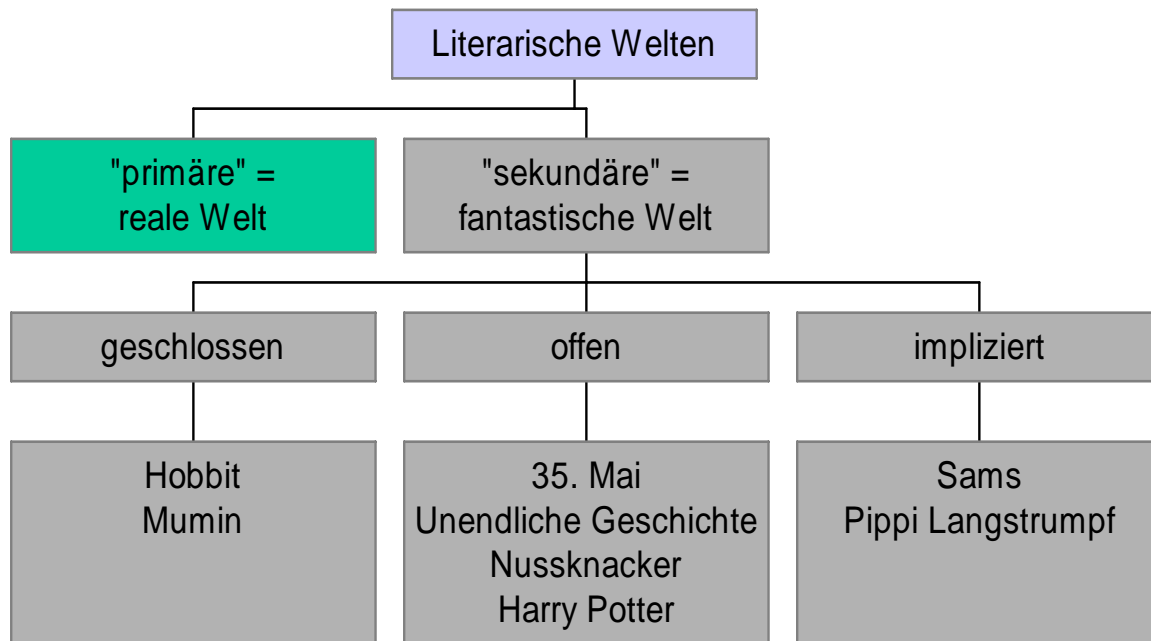 Literarische Welten
"primäre" =
reale Welt
"sekundäre" =
fantastische Welt
geschlossen
offen
impliziert
Hobbit
Mumin
35. Mai
Unendliche Geschichte
Nussknacker
Harry Potter
Sams
Pippi Langstrumpf